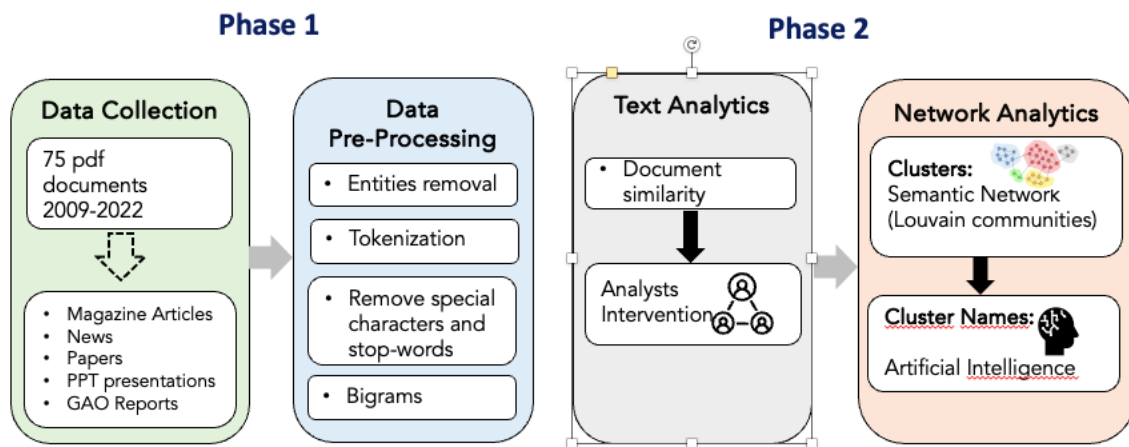 Phase 1
Phase 2
Data Collection
75 pdf
documents
2009-2022
• Magazine Articles
• News
• Papers
• PPT presentations
• GAO Reports
Data
Pre-Processing
• Entities removal
• Tokenization
• Remove special
characters and
stop-words
• Bigrams
Text Analytics
• Document
similarity
Analysts
Intervention
Network Analytics
Clusters:
Semantic Network
(Louvain communities)
Cluster Names:
Artificial Intelligence